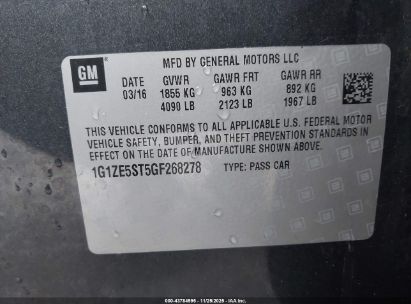 GM
MFD BY GENERAL MOTORS LLC
03/16 GVWR GAWR FRT GAWR RR
1855 KG 963 KG 892 KG
4090 LB 2123 LB 1967 LB
THIS VEHICLE CONFORMS TO ALL APPLICABLE U.S. FEDERAL MOTOR
VEHICLE SAFETY, BUMPER, AND THEFT PREVENTION STANDARDS IN
EFFECT ON THE DATE OF MANUFACTURE SHOWN ABOVE.
1G1ZE5ST5GF268278 TYPE: PASS CAR